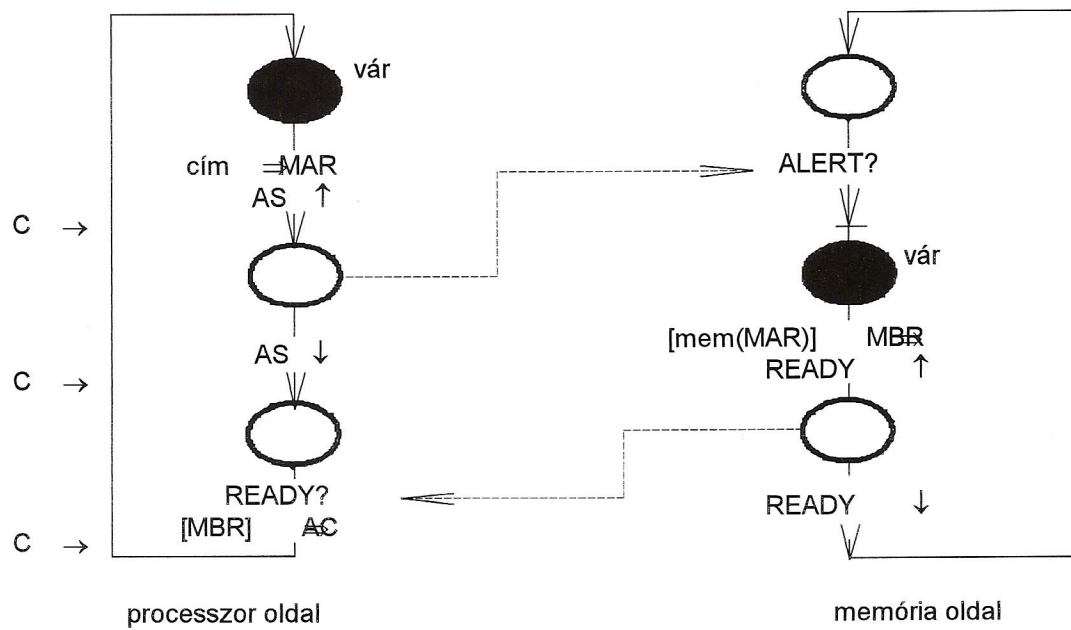 vár
cím ⇒MAR
AS ↑
C →
AS ↓
C →
READY?
[MBR] ⇒AC
C →
processzor oldal
ALERT?
vár
[mem(MAR)] MBR⇒
READY ↑
READY ↓
memória oldal